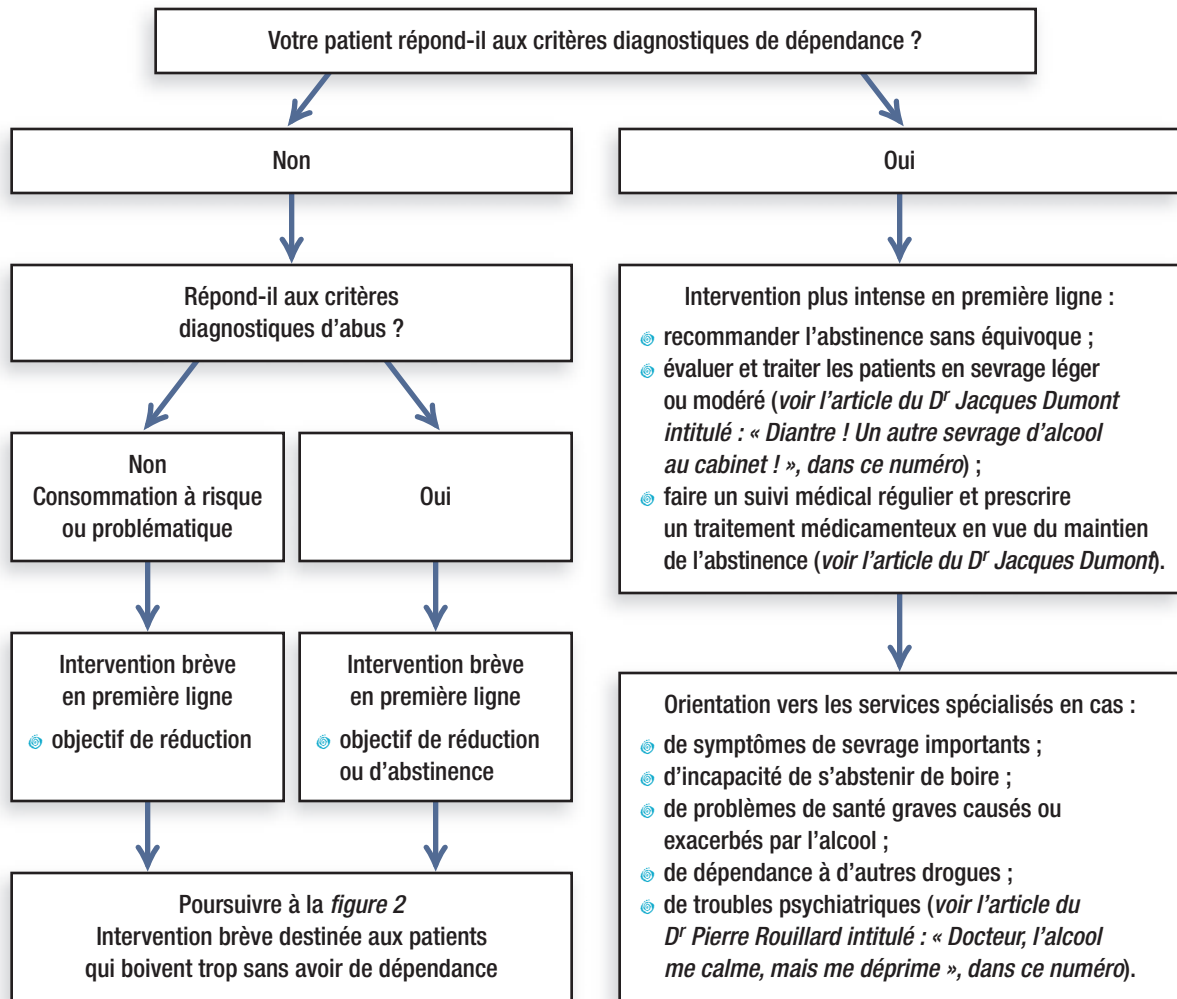 Votre patient répond-il aux critères diagnostiques de dépendance ?
Non
Oui
Répond-il aux critères
diagnostiques d'abus ?
Non
Consommation à risque
ou problématique
Oui
Intervention brève
en première ligne
objectif de réduction
Intervention brève
en première ligne
objectif de réduction
ou d'abstinence
Poursuivre à la figure 2
Intervention brève destinée aux patients
qui boivent trop sans avoir de dépendance
Intervention plus intense en première ligne :
recommander l'abstinence sans équivoque ;
évaluer et traiter les patients en sevrage léger
ou modéré (voir l'article du Dr Jacques Dumont
intitulé : « Diantre ! Un autre sevrage d'alcool
au cabinet ! », dans ce numéro) ;
faire un suivi médical régulier et prescrire
un traitement médicamenteux en vue du maintien
de l'abstinence (voir l'article du Dr Jacques Dumont).
Orientation vers les services spécialisés en cas :
de symptômes de sevrage importants ;
d'incapacité de s'abstenir de boire ;
de problèmes de santé graves causés ou
exacerbés par l'alcool ;
de dépendance à d'autres drogues ;
de troubles psychiatriques (voir l'article du
Dr Pierre Rouillard intitulé : « Docteur, l'alcool
me calme, mais me déprime », dans ce numéro).